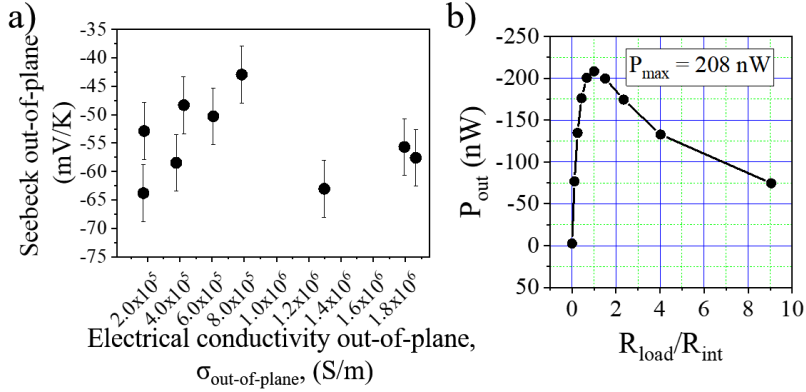 a)
-35
-40
-45
-50
-55
-60
-65
-70
-75
Seebeck out-of-plane
(mV/K)
2.0x10⁵
4.0x10⁵
6.0x10⁵
8.0x10⁵
1.0x10⁶
1.2x10⁶
1.4x10⁶
1.6x10⁶
1.8x10⁶
Electrical conductivity out-of-plane,
σout-of-plane, (S/m)
b)
-250
-200
-150
-100
-50
0
50
Pout (nW)
Pmax = 208 nW
0 2 4 6 8 10
Rload/Rint